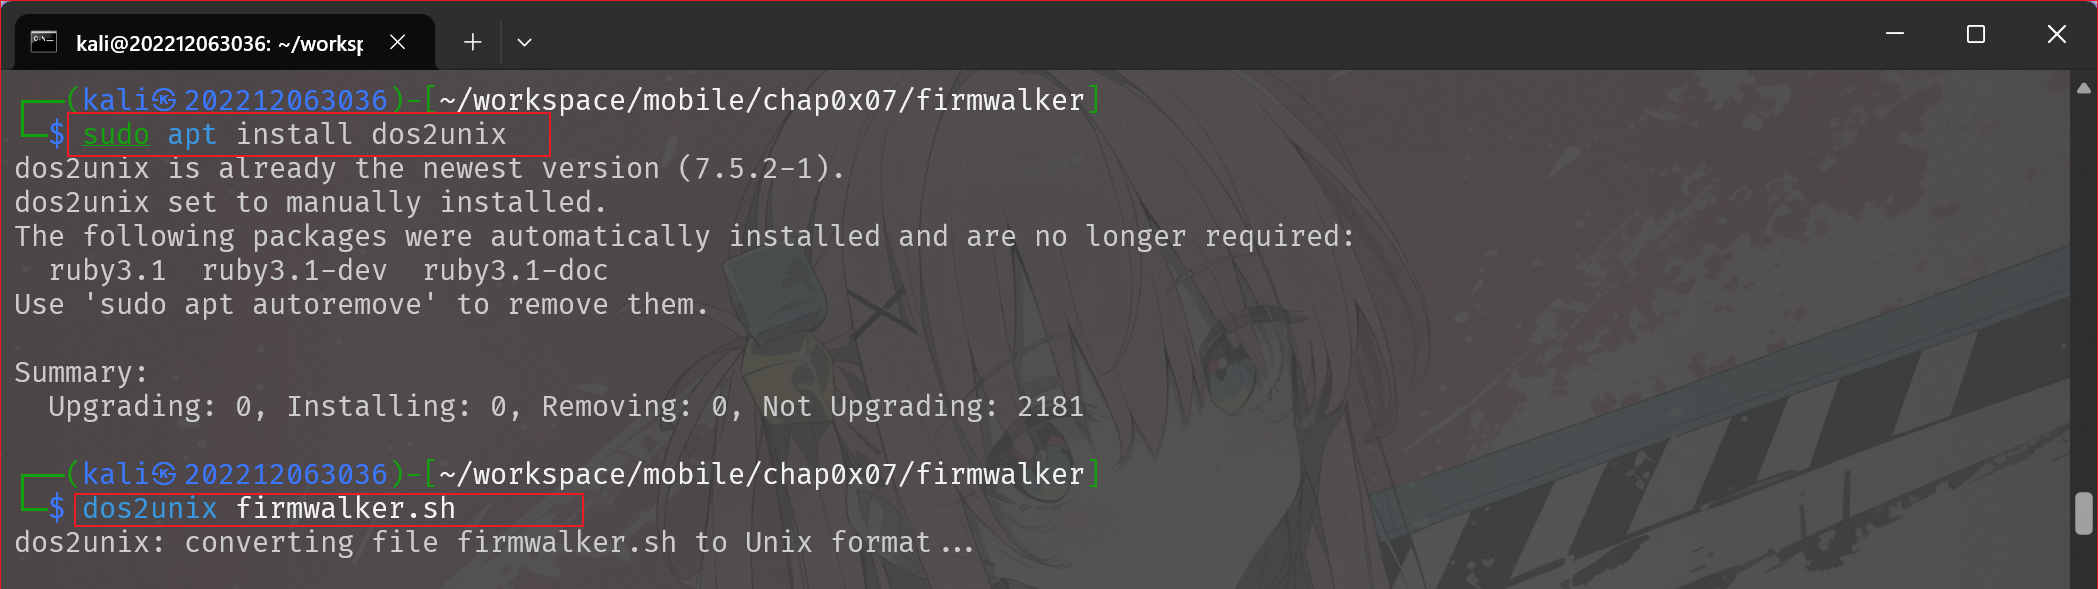 kali@202212063036: ~/worksp
┌──(kali㉿202212063036)-[~/workspace/mobile/chap0x07/firmwalker]
└─$ sudo apt install dos2unix
dos2unix is already the newest version (7.5.2-1).
dos2unix set to manually installed.
The following packages were automatically installed and are no longer required:
  ruby3.1  ruby3.1-dev  ruby3.1-doc
Use 'sudo apt autoremove' to remove them.

Summary:
  Upgrading: 0, Installing: 0, Removing: 0, Not Upgrading: 2181

┌──(kali㉿202212063036)-[~/workspace/mobile/chap0x07/firmwalker]
└─$ dos2unix firmwalker.sh
dos2unix: converting file firmwalker.sh to Unix format...